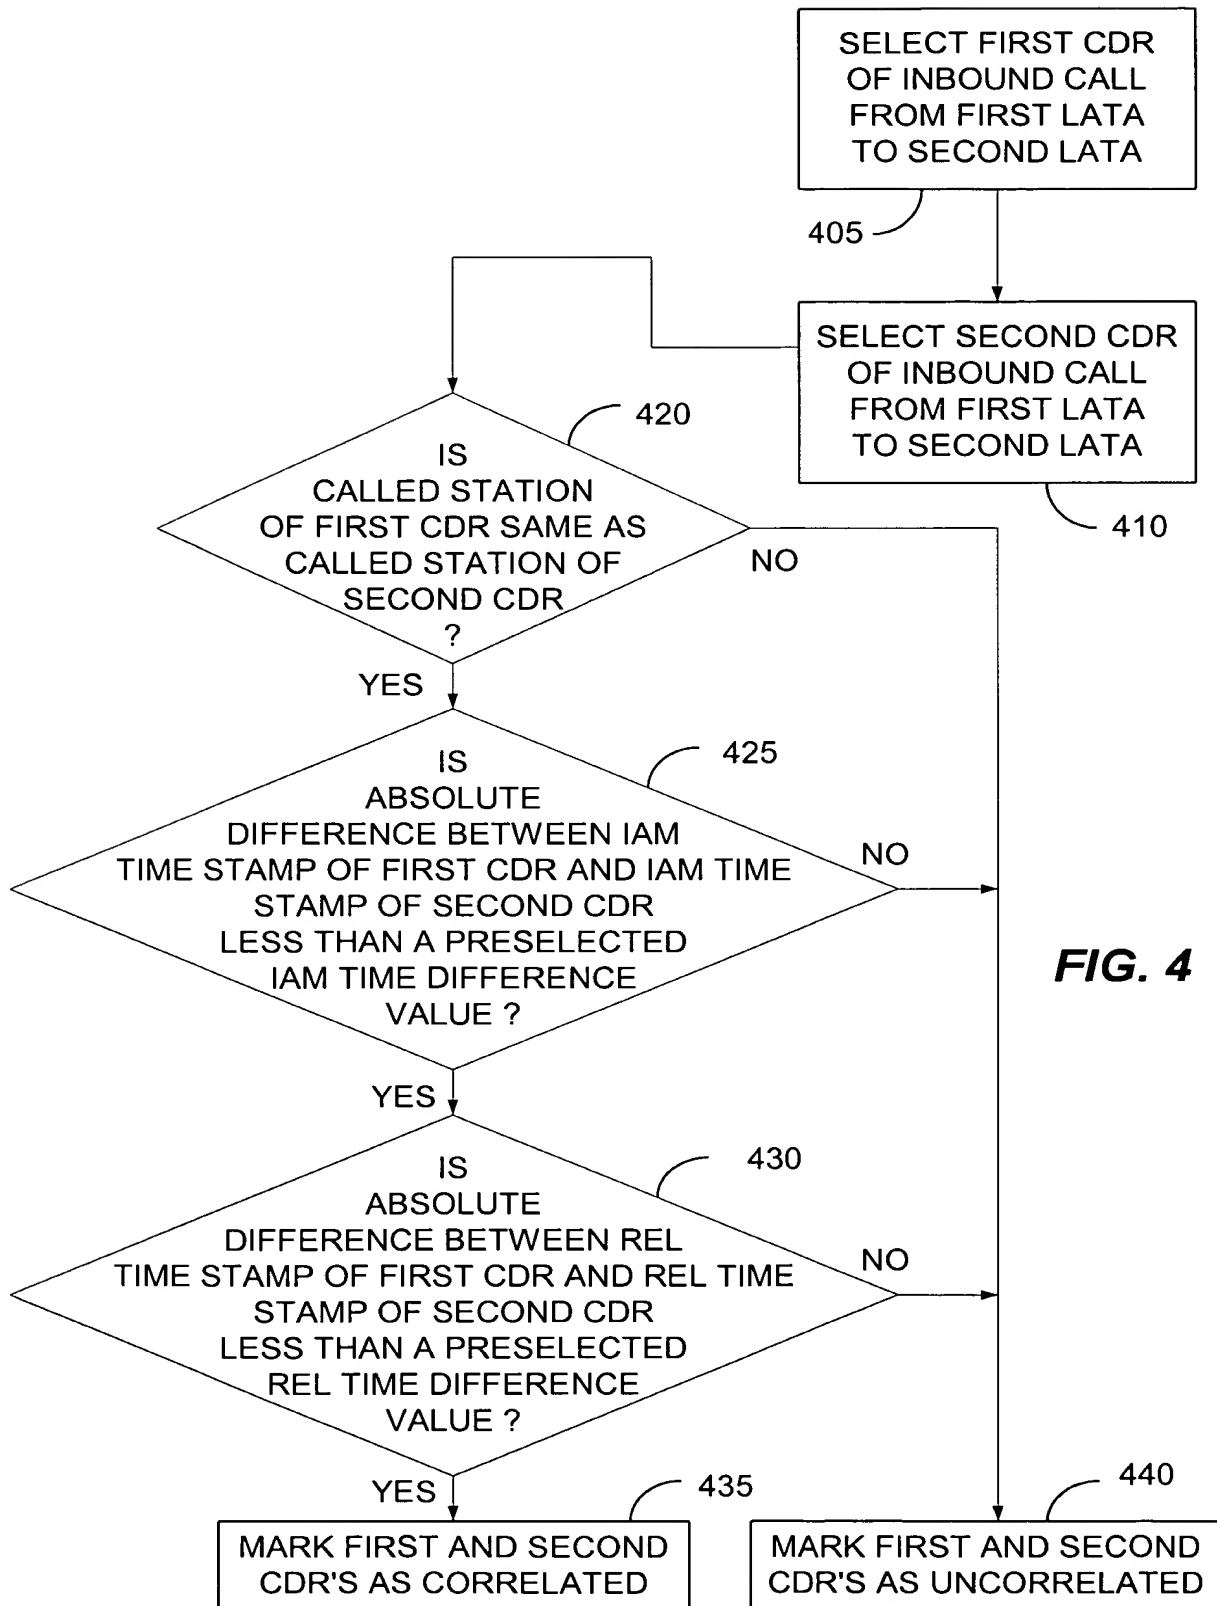 SELECT FIRST CDR
OF INBOUND CALL
FROM FIRST LATA
TO SECOND LATA
405
SELECT SECOND CDR
OF INBOUND CALL
FROM FIRST LATA
TO SECOND LATA
410
420
IS
CALLED STATION
OF FIRST CDR SAME AS
CALLED STATION OF
SECOND CDR
?
NO
YES
425
IS
ABSOLUTE
DIFFERENCE BETWEEN IAM
TIME STAMP OF FIRST CDR AND IAM TIME
STAMP OF SECOND CDR
LESS THAN A PRESELECTED
IAM TIME DIFFERENCE
VALUE ?
NO
FIG. 4
YES
430
IS
ABSOLUTE
DIFFERENCE BETWEEN REL
TIME STAMP OF FIRST CDR AND REL TIME
STAMP OF SECOND CDR
LESS THAN A PRESELECTED
REL TIME DIFFERENCE
VALUE ?
NO
YES
435
MARK FIRST AND SECOND
CDR'S AS CORRELATED
440
MARK FIRST AND SECOND
CDR'S AS UNCORRELATED